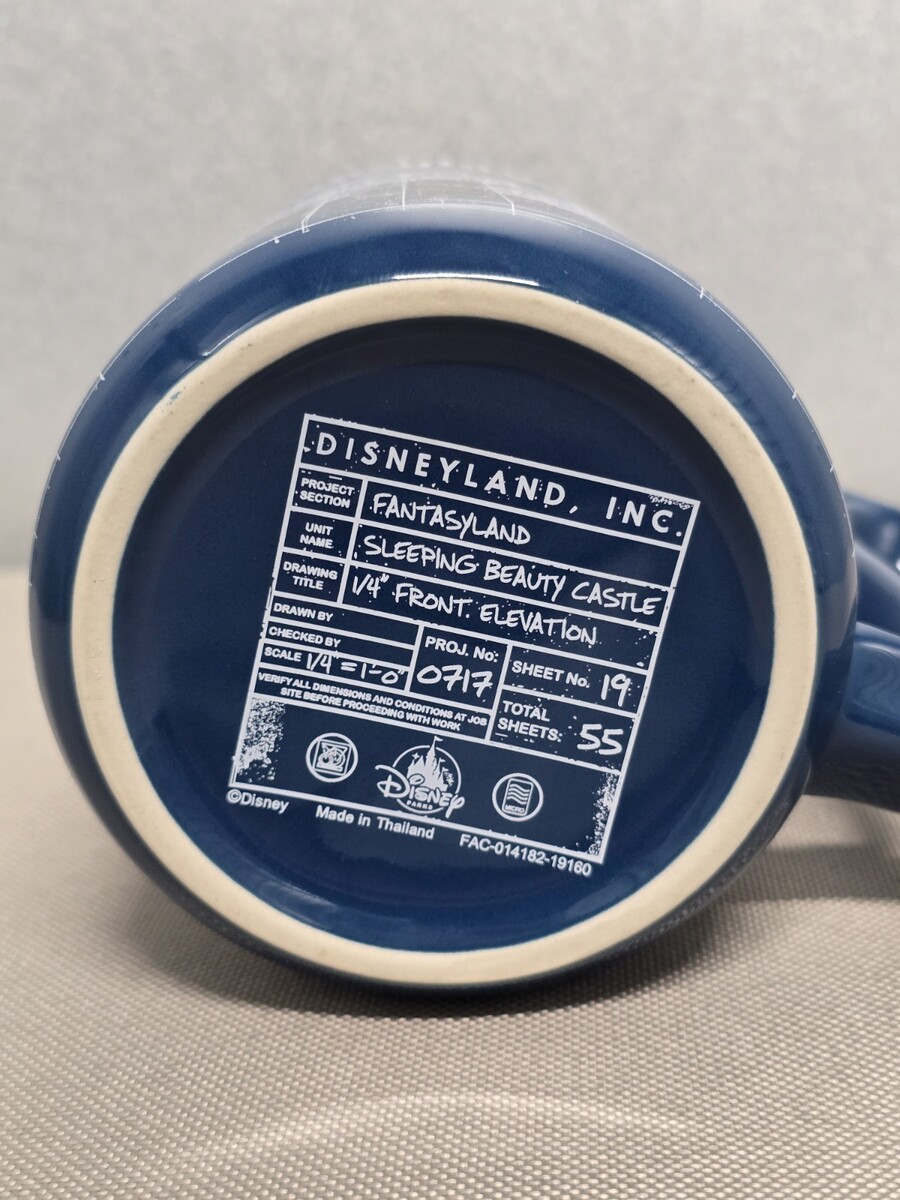 DISNEYLAND, INC.
PROJECT SECTION
FANTASYLAND
UNIT NAME
SLEEPING BEAUTY CASTLE
DRAWING TITLE
1/4" FRONT. ELEVATION
DRAWN BY
CHECKED BY
SCALE 1/4"=1'-0"
PROJ. No:
0717
SHEET No. 19
TOTAL SHEETS: 55
VERIFY ALL DIMENSIONS AND CONDITIONS AT JOB
SITE BEFORE PROCEEDING WITH WORK
Disney
PARKS
MICRO
©Disney
Made in Thailand
FAC-014182-19160